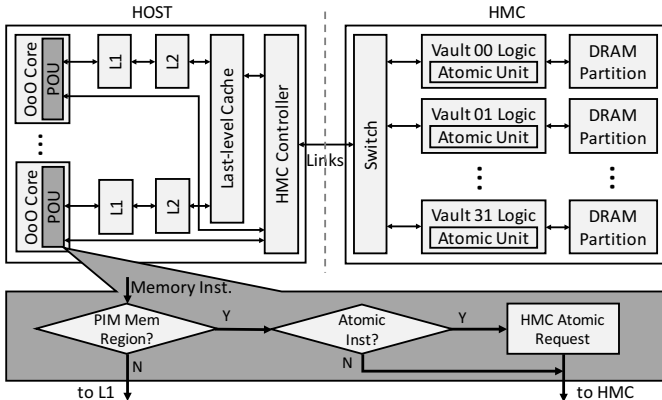 HOST
HMC
OoO Core
POU
L1
L2
Last-level Cache
HMC Controller
Links
Switch
Vault 00 Logic
Atomic Unit
DRAM
Partition
Vault 01 Logic
Atomic Unit
DRAM
Partition
OoO Core
POU
L1
L2
Vault 31 Logic
Atomic Unit
DRAM
Partition
Memory Inst.
PIM Mem
Region?
Y
Atomic
Inst?
Y
HMC Atomic
Request
N
N
to L1
to HMC